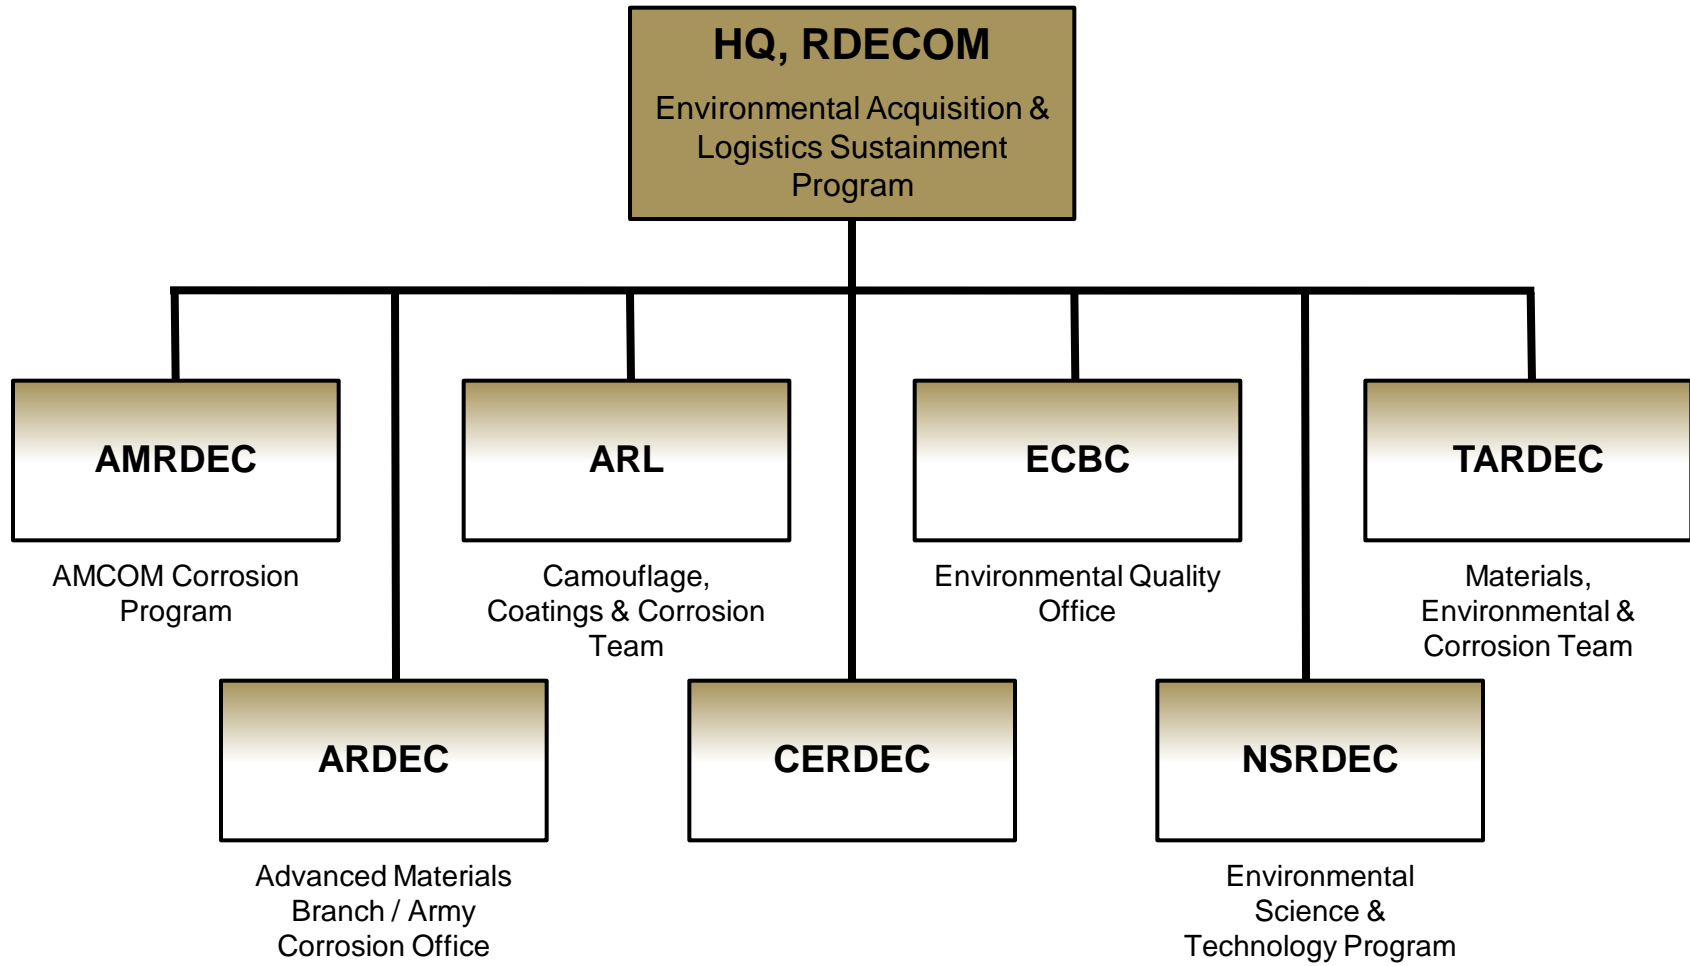 HQ, RDECOM
Environmental Acquisition &
Logistics Sustainment
Program
AMRDEC
AMCOM Corrosion
Program
ARL
Camouflage,
Coatings & Corrosion
Team
ECBC
Environmental Quality
Office
TARDEC
Materials,
Environmental &
Corrosion Team
ARDEC
Advanced Materials
Branch / Army
Corrosion Office
CERDEC
NSRDEC
Environmental
Science &
Technology Program